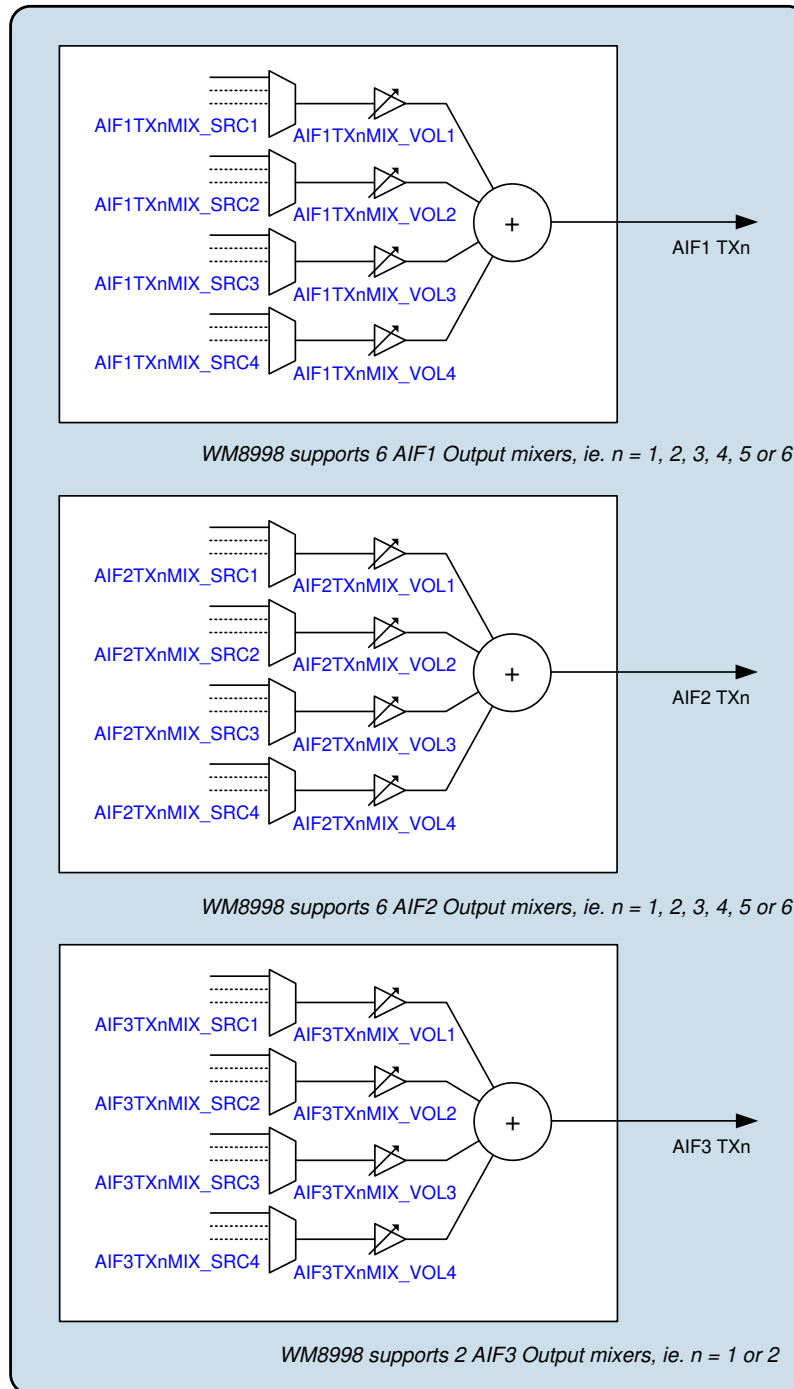 AIF1TXnMIX_SRC1
AIF1TXnMIX_VOL1
AIF1TXnMIX_SRC2
AIF1TXnMIX_VOL2
+
AIF1 TXn
AIF1TXnMIX_SRC3
AIF1TXnMIX_VOL3
AIF1TXnMIX_SRC4
AIF1TXnMIX_VOL4
WM8998 supports 6 AIF1 Output mixers, ie. n = 1, 2, 3, 4, 5 or 6
AIF2TXnMIX_SRC1
AIF2TXnMIX_VOL1
AIF2TXnMIX_SRC2
AIF2TXnMIX_VOL2
+
AIF2 TXn
AIF2TXnMIX_SRC3
AIF2TXnMIX_VOL3
AIF2TXnMIX_SRC4
AIF2TXnMIX_VOL4
WM8998 supports 6 AIF2 Output mixers, ie. n = 1, 2, 3, 4, 5 or 6
AIF3TXnMIX_SRC1
AIF3TXnMIX_VOL1
AIF3TXnMIX_SRC2
AIF3TXnMIX_VOL2
+
AIF3 TXn
AIF3TXnMIX_SRC3
AIF3TXnMIX_VOL3
AIF3TXnMIX_SRC4
AIF3TXnMIX_VOL4
WM8998 supports 2 AIF3 Output mixers, ie. n = 1 or 2